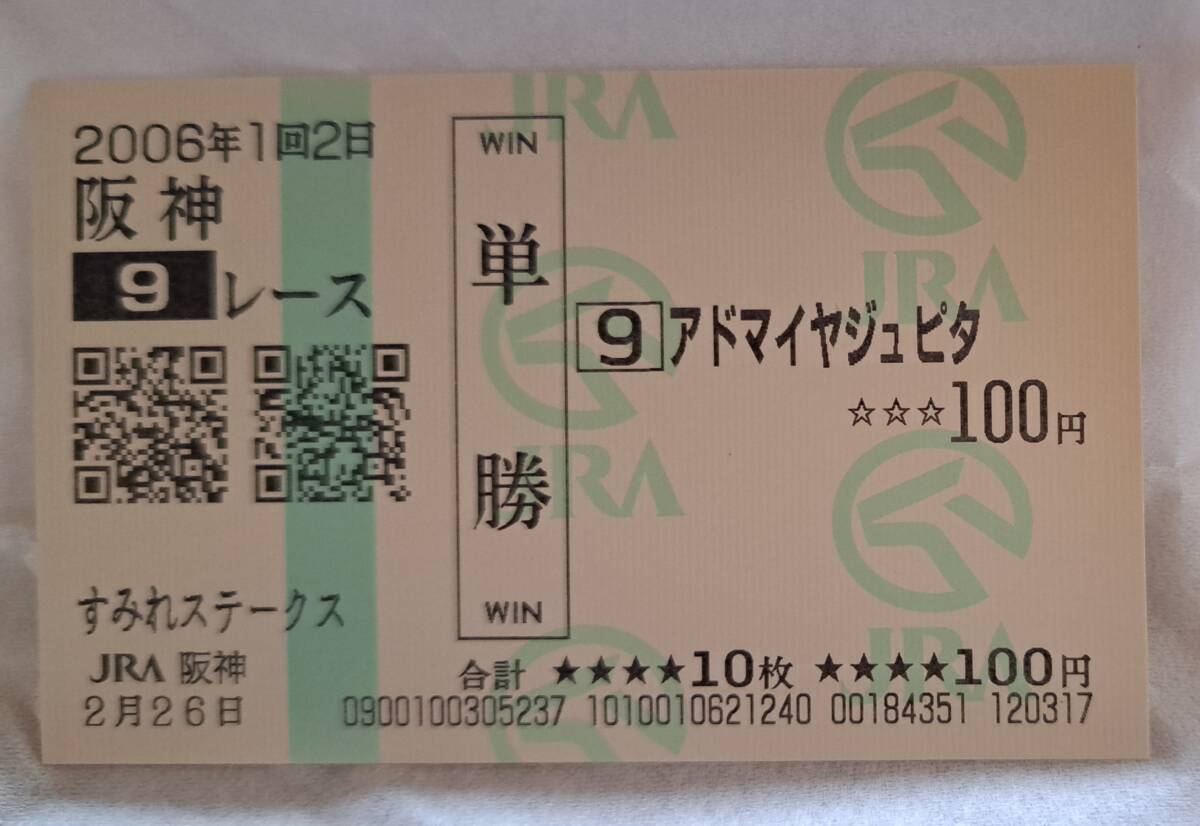 2006年1回2日
阪神
9レース
すみれステークス
JRA 阪神
2月26日
WIN
単勝
WIN
9アドマイヤジュピタ
☆☆☆100円
合計 ★★★★10枚 ★★★★100円
0900100305237 1010010621240 00184351 120317
JRA
JRA
JRA
JRA